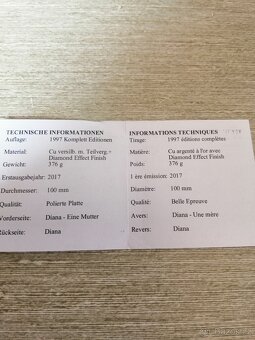 TECHNISCHE INFORMATIONEN
Auflage: 1997 Komplett Editionen
Material: Cu versilb. m. Teilverg.+
Diamond Effect Finish
Gewicht: 376 g
Erstausgabejahr: 2017
Durchmesser: 100 mm
Qualität: Polierte Platte
Vorderseite: Diana - Eine Mutter
Rückseite: Diana
INFORMATIONS TECHNIQUES
Tirage: 1997 éditions complètes
Matière: Cu argenté à l'or avec
Diamond Effect Finish
Poids: 376 g
1 ère émission: 2017
Diamètre: 100 mm
Qualité: Belle Epreuve
Avers: Diana - Une mère
Revers: Diana